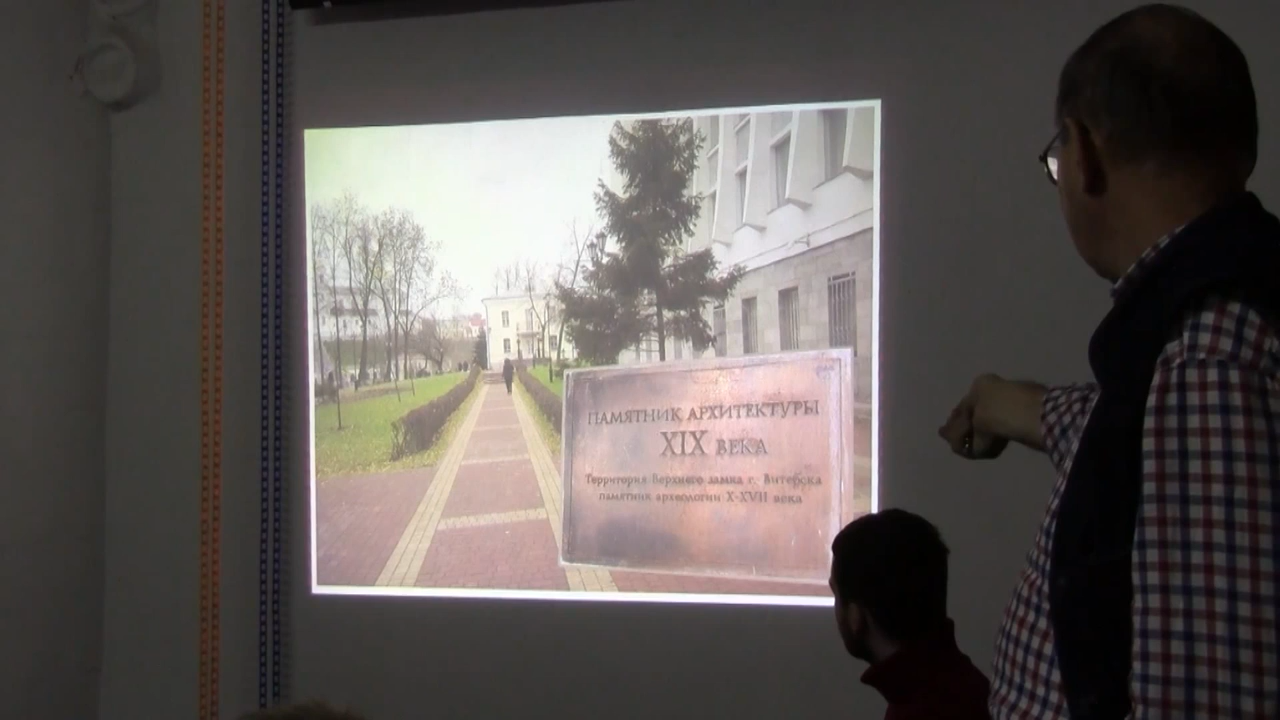 ПАМЯТНИК АРХИТЕКТУРЫ
XIX ВЕКА
Территория Верхнего замка г. Витебска
памятник археологии X-XVII века